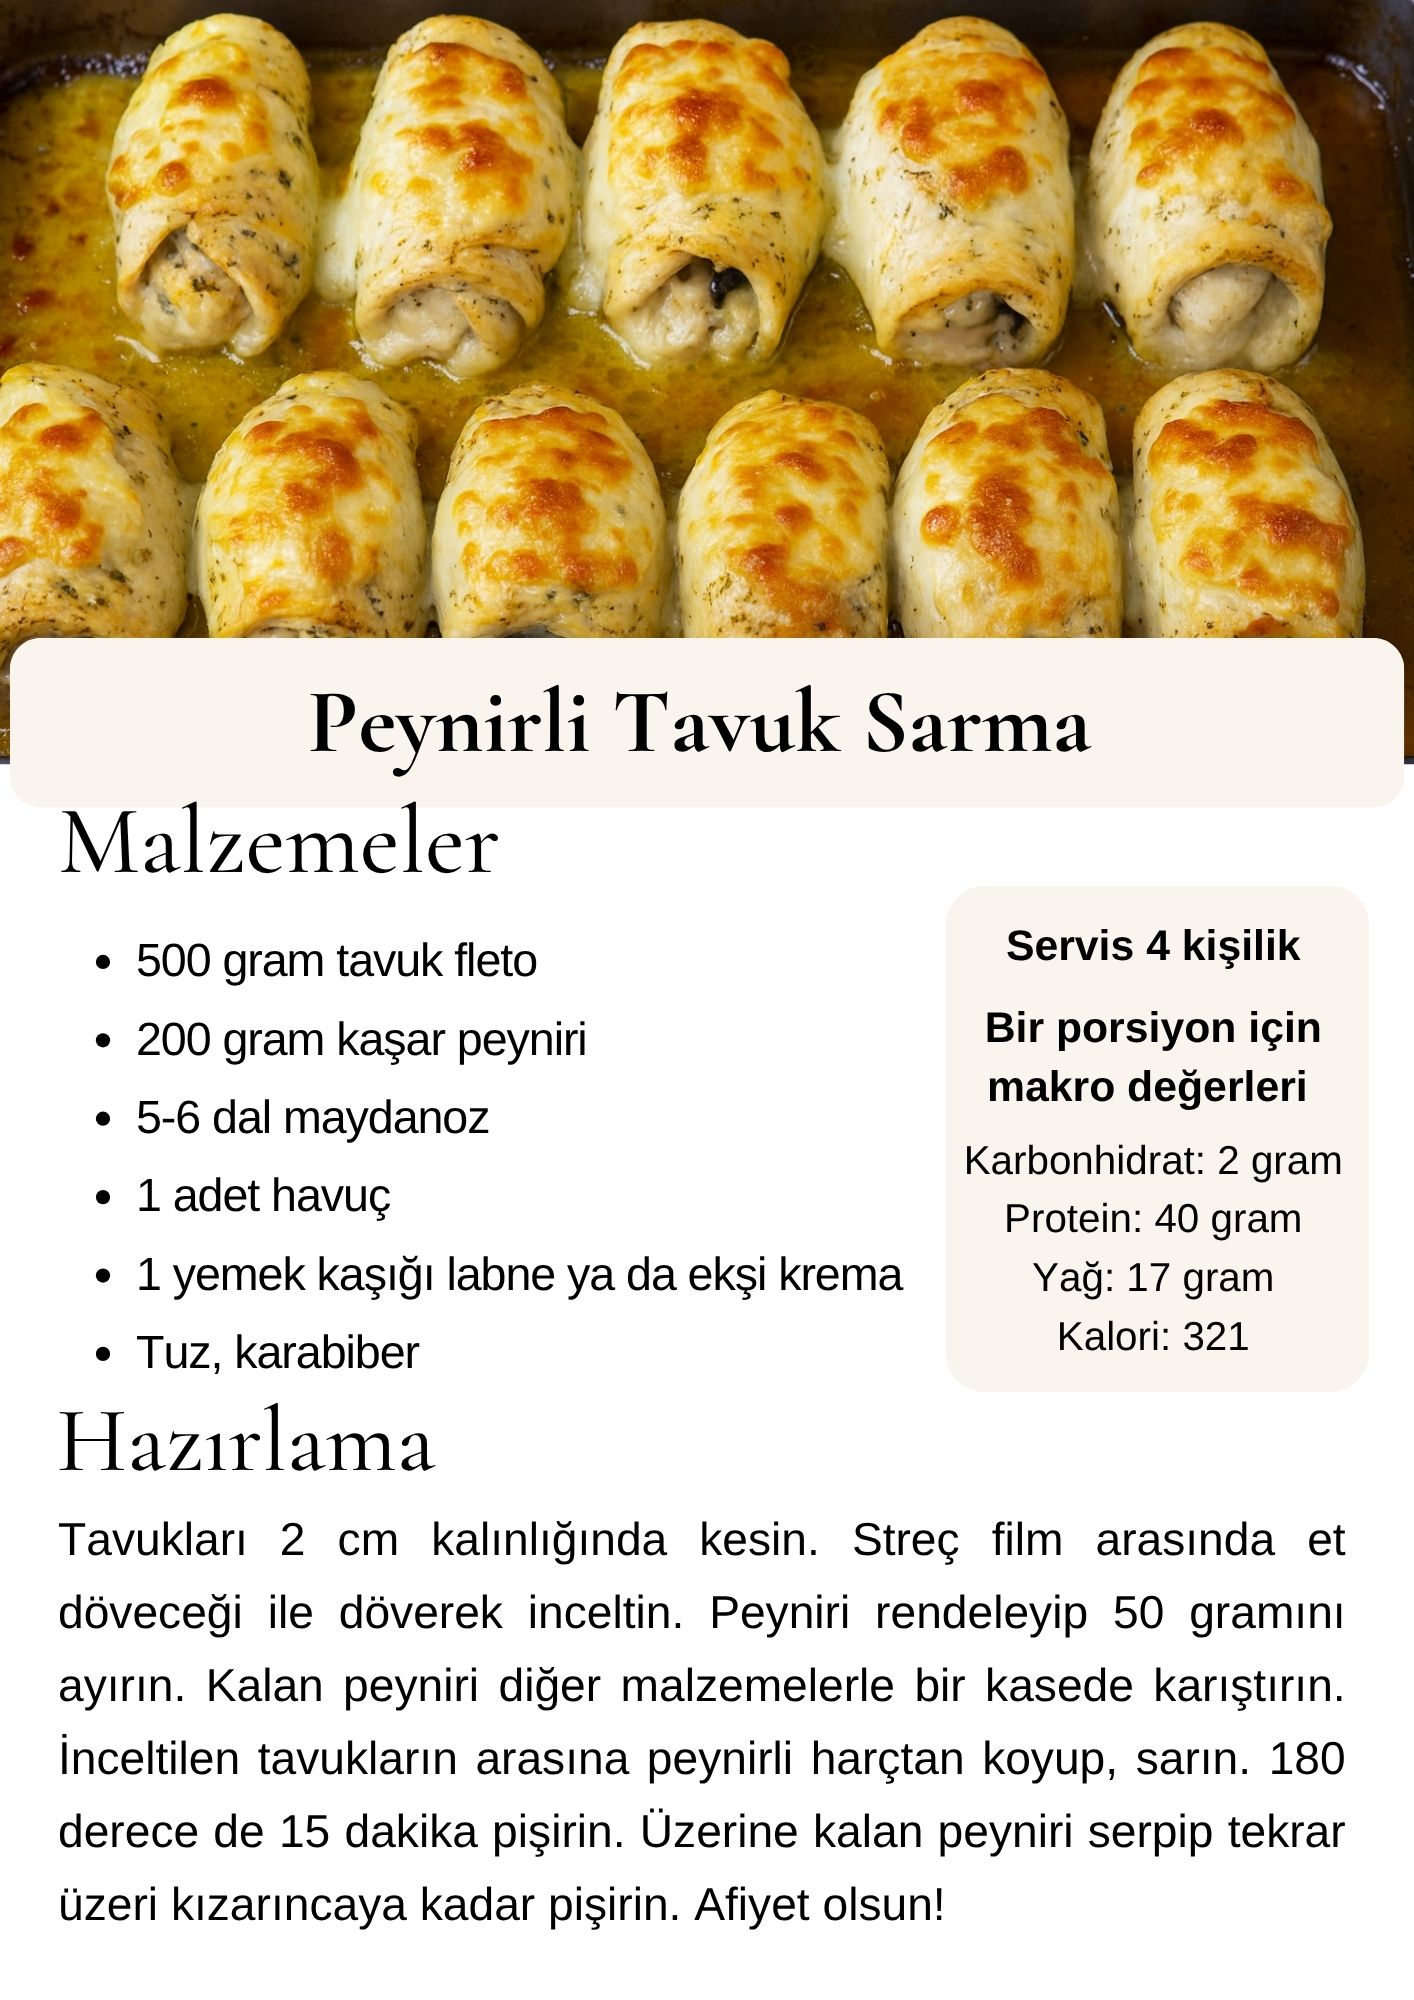 Peynirli Tavuk Sarma
Malzemeler
500 gram tavuk fleto
200 gram kaşar peyniri
5-6 dal maydanoz
1 adet havuç
1 yemek kaşığı labne ya da ekşi krema
Tuz, karabiber
Servis 4 kişilik
Bir porsiyon için
makro değerleri
Karbonhidrat: 2 gram
Protein: 40 gram
Yağ: 17 gram
Kalori: 321
Hazırlama
Tavukları 2 cm kalınlığında kesin. Streç film arasında et
döveceği ile döverek inceltin. Peyniri rendeleyip 50 gramını
ayırın. Kalan peyniri diğer malzemelerle bir kasede karıştırın.
İnceltilen tavukların arasına peynirli harçtan koyup, sarın. 180
derece de 15 dakika pişirin. Üzerine kalan peyniri serpip tekrar
üzeri kızarıncaya kadar pişirin. Afiyet olsun!